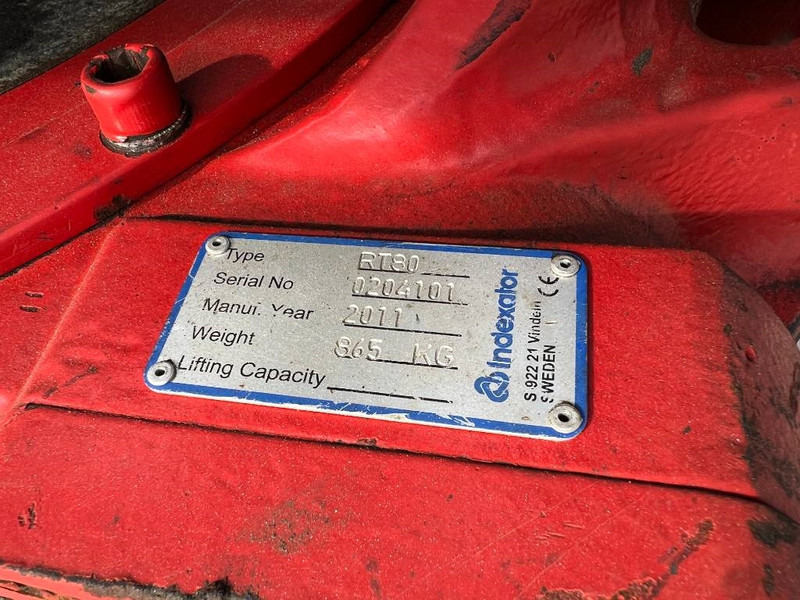 Type RT80
Serial No 0204101
Manuf. Year 2011
Weight 865 KG
Lifting Capacity
Indexator
S-922 21 Vindeln
SWEDEN
CE